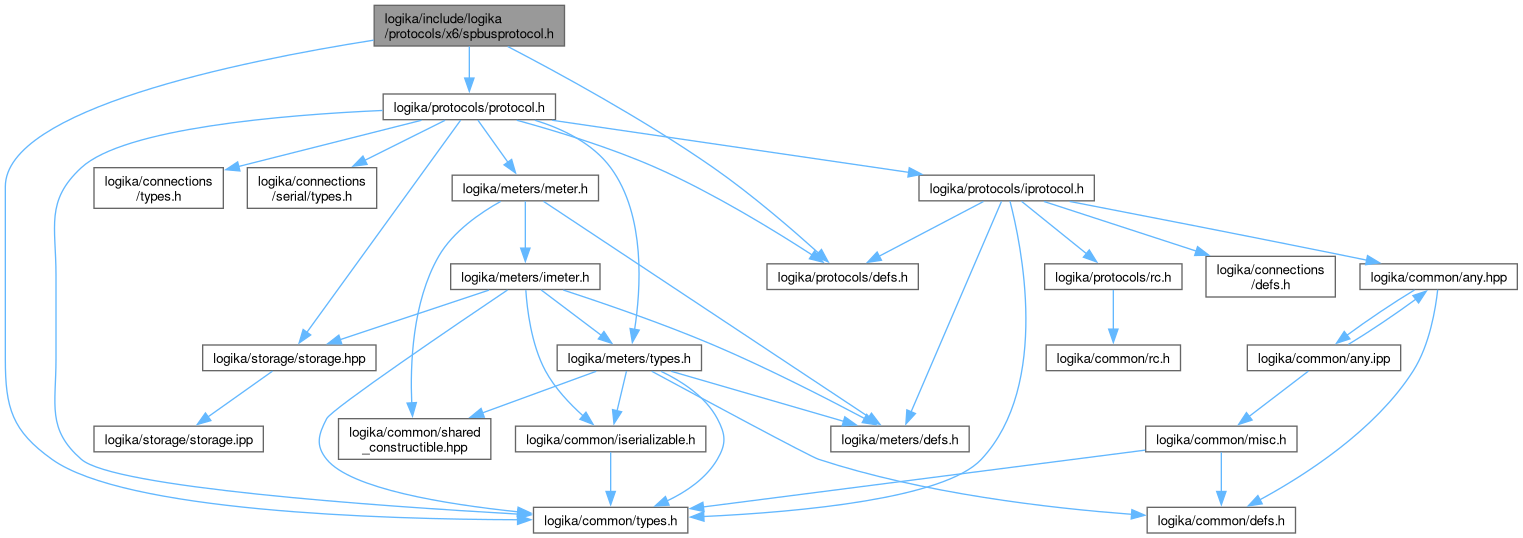 logika/include/logika
/protocols/x6/spbusprotocol.h
logika/protocols/protocol.h
logika/connections
/types.h
logika/connections
/serial/types.h
logika/meters/meter.h
logika/protocols/iprotocol.h
logika/meters/imeter.h
logika/protocols/defs.h
logika/protocols/rc.h
logika/connections
/defs.h
logika/common/any.hpp
logika/storage/storage.hpp
logika/meters/types.h
logika/common/rc.h
logika/common/any.ipp
logika/storage/storage.ipp
logika/common/shared
_constructible.hpp
logika/common/iserializable.h
logika/meters/defs.h
logika/common/misc.h
logika/common/types.h
logika/common/defs.h